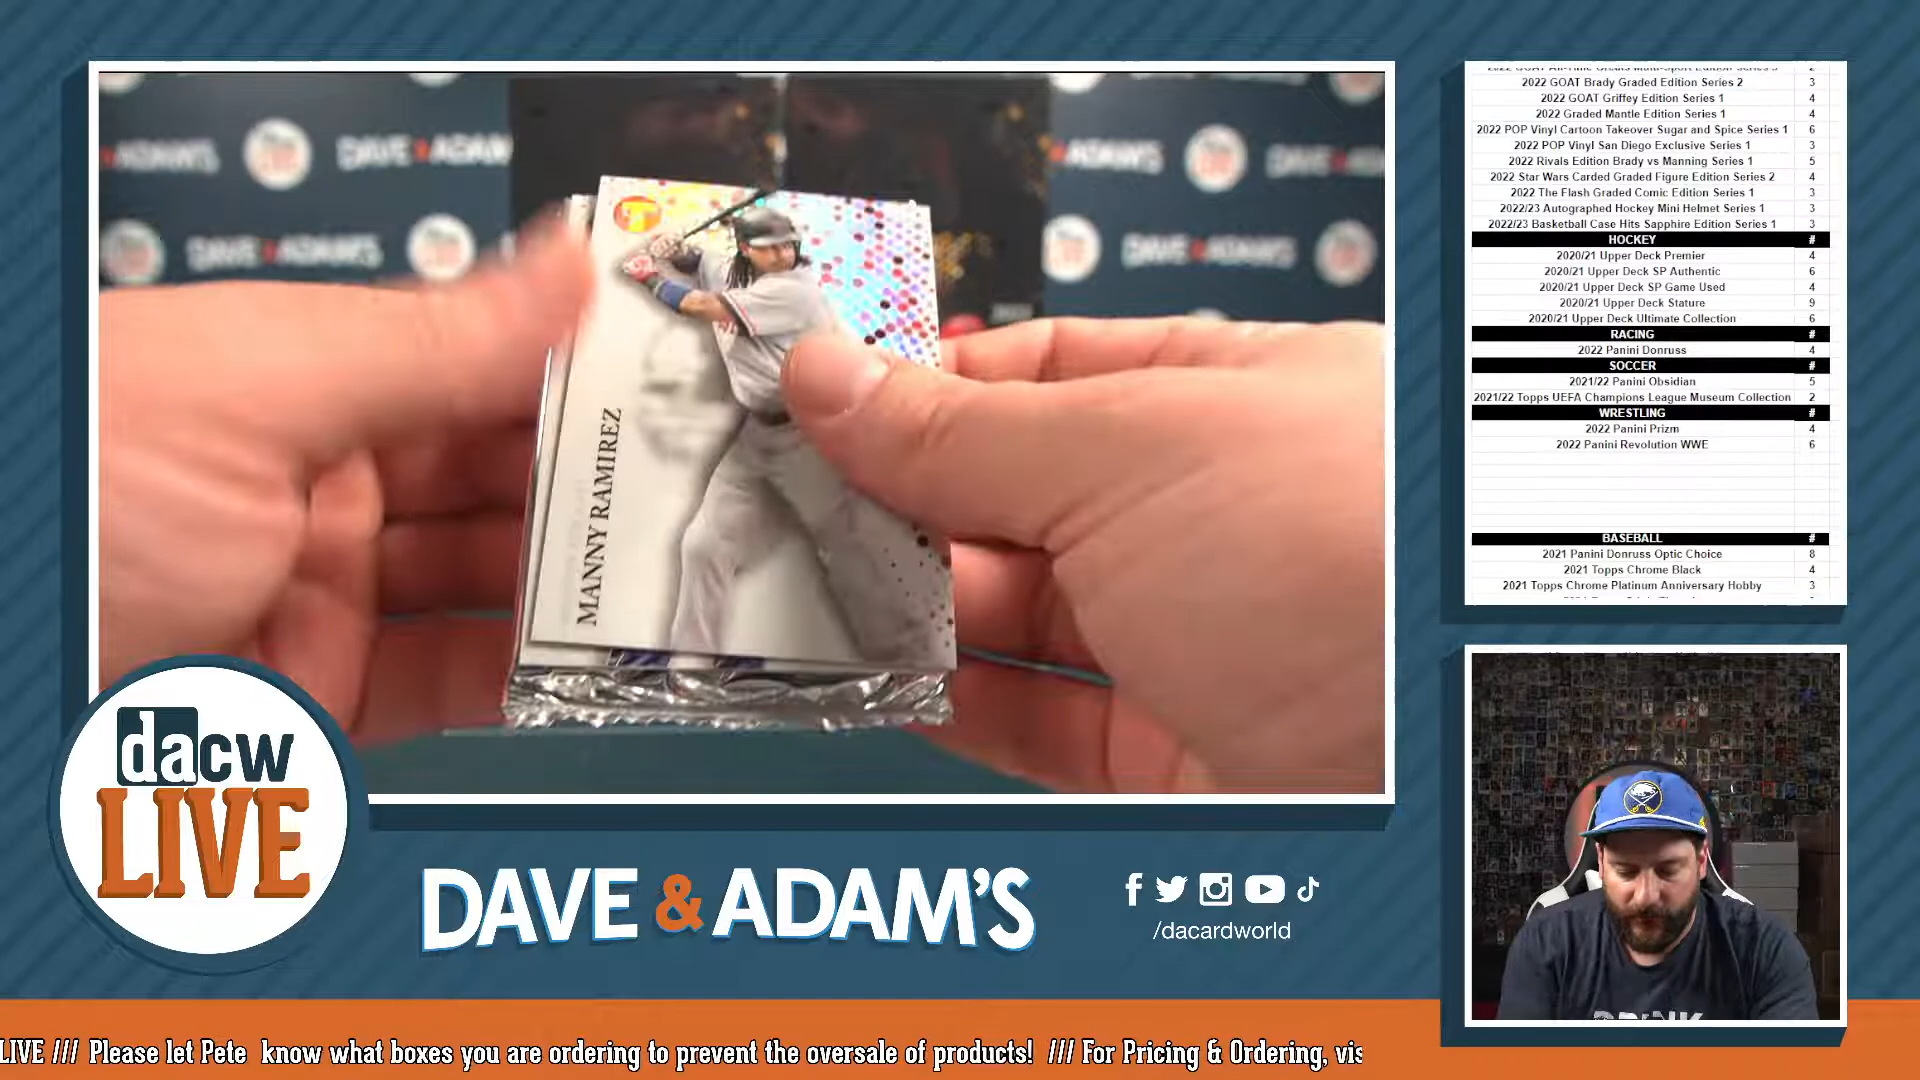 DAVE & ADAM
ADAMS
DAVE & ADAMS
DAVE & ADAMS
MANNY RAMIREZ
dacw
LIVE
DAVE & ADAM'S
/dacardworld
2022 GOAT Brady Graded Edition Series 2 3
2022 GOAT Griffey Edition Series 1 4
2022 Graded Mantle Edition Series 1 4
2022 POP Vinyl Cartoon Takeover Sugar and Spice Series 1 6
2022 POP Vinyl San Diego Exclusive Series 1 3
2022 Rivals Edition Brady vs Manning Series 1 5
2022 Star Wars Carded Graded Figure Edition Series 2 4
2022 The Flash Graded Comic Edition Series 1 3
2022/23 Autographed Hockey Mini Helmet Series 1 3
2022/23 Basketball Case Hits Sapphire Edition Series 1 3
HOCKEY #
2020/21 Upper Deck Premier 4
2020/21 Upper Deck SP Authentic 6
2020/21 Upper Deck SP Game Used 4
2020/21 Upper Deck Stature 9
2020/21 Upper Deck Ultimate Collection 6
RACING #
2022 Panini Donruss 4
SOCCER #
2021/22 Panini Obsidian 5
2021/22 Topps UEFA Champions League Museum Collection 2
WRESTLING #
2022 Panini Prizm 4
2022 Panini Revolution WWE 6
BASEBALL #
2021 Panini Donruss Optic Choice 8
2021 Topps Chrome Black 4
2021 Topps Chrome Platinum Anniversary Hobby 3
LIVE /// Please let Pete know what boxes you are ordering to prevent the oversale of products! /// For Pricing & Ordering, vis